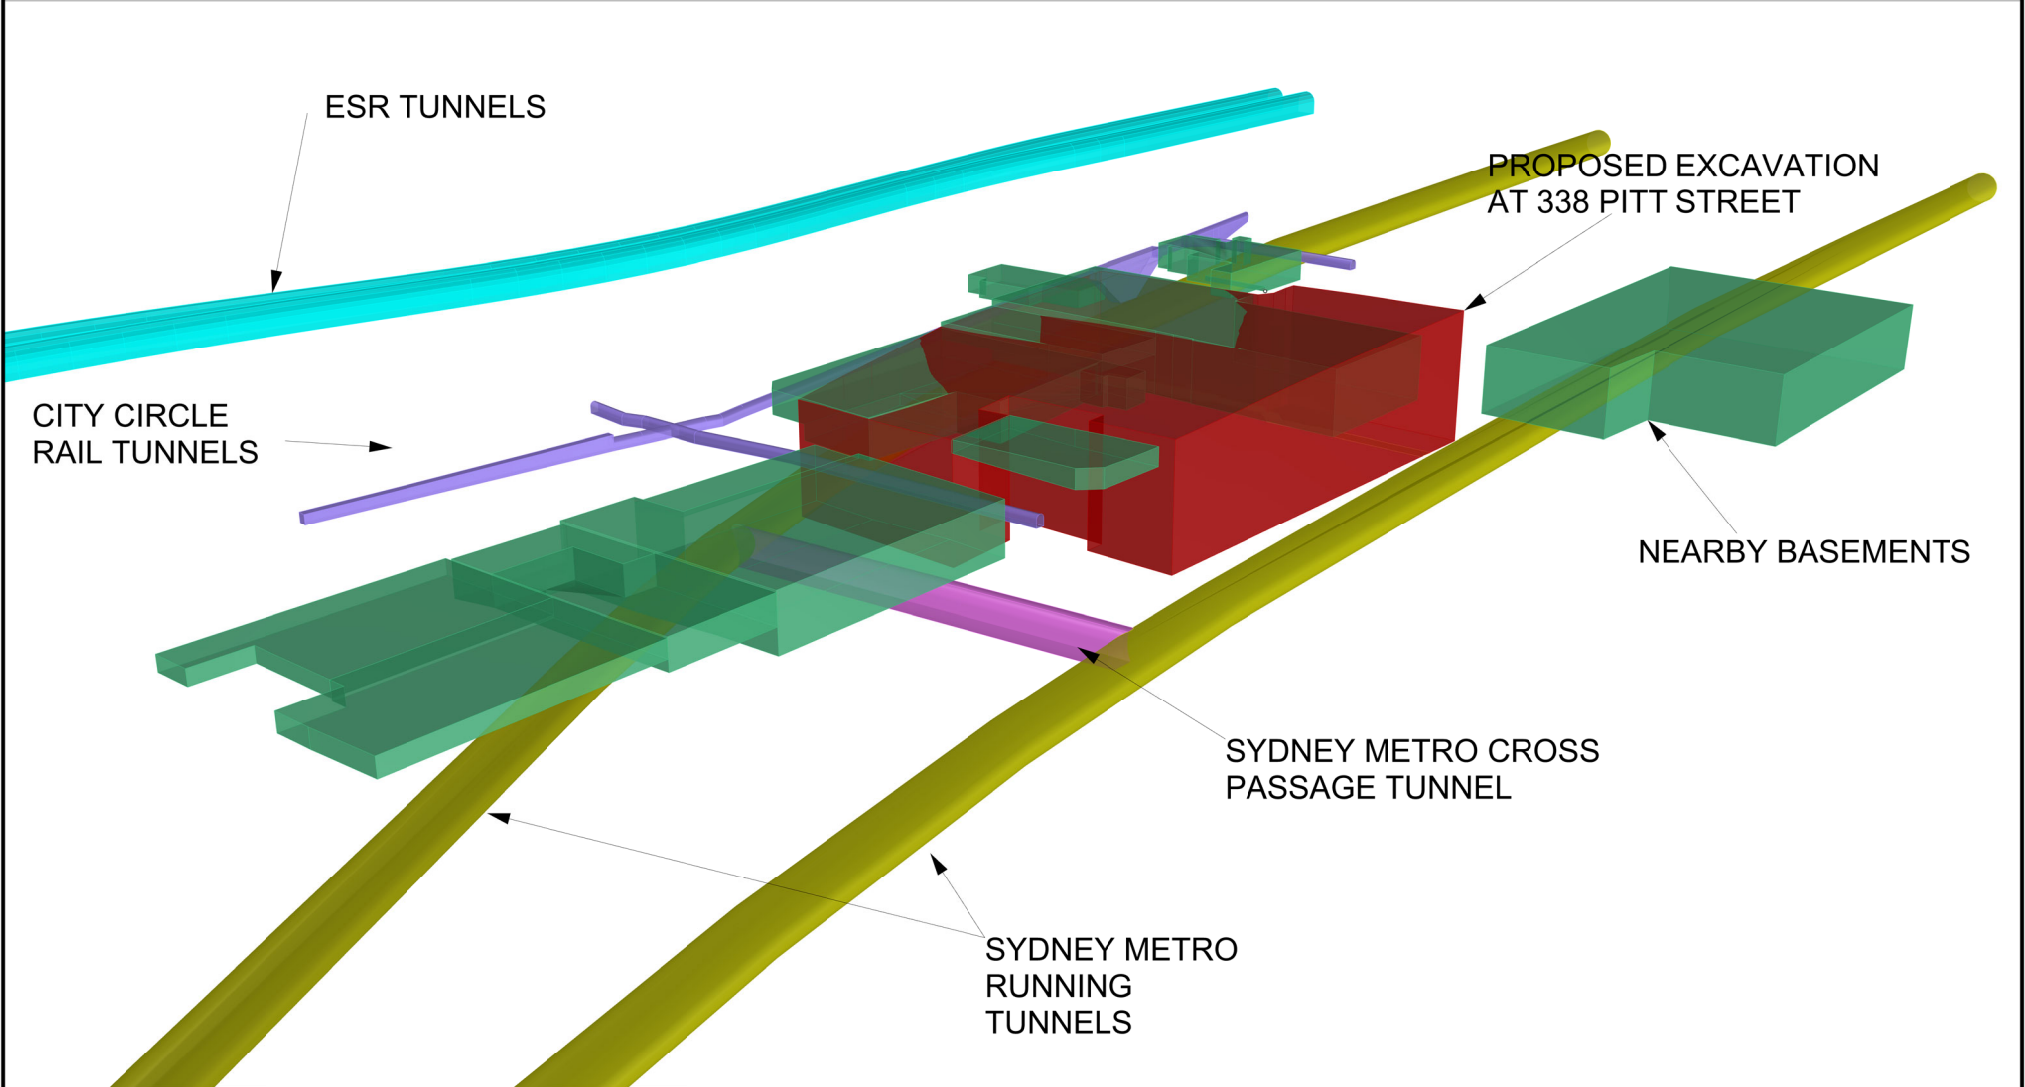 ESR TUNNELS
PROPOSED EXCAVATION
AT 338 PITT STREET
CITY CIRCLE
RAIL TUNNELS
NEARBY BASEMENTS
SYDNEY METRO CROSS
PASSAGE TUNNEL
SYDNEY METRO
RUNNING
TUNNELS